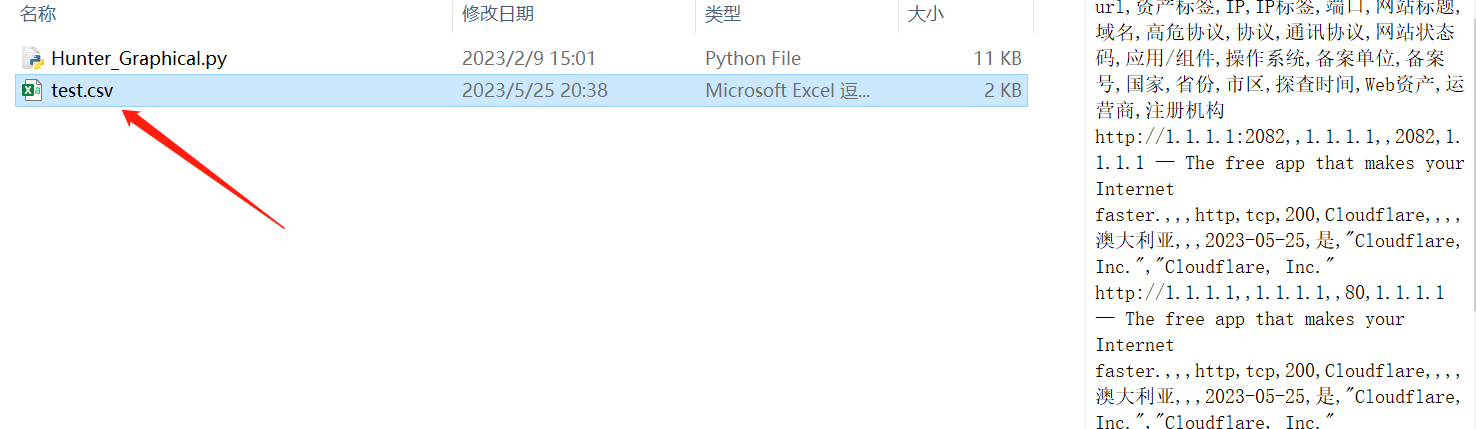 名称 修改日期 类型 大小
Hunter_Graphical.py 2023/2/9 15:01 Python File 11 KB
test.csv 2023/5/25 20:38 Microsoft Excel 逗... 2 KB
url,资产标签,IP,IP标签,端口,网站标题,
域名,高危协议,协议,通讯协议,网站状态
码,应用/组件,操作系统,备案单位,备案
号,国家,省份,市区,探查时间,Web资产,运
营商,注册机构
http://1.1.1.1:2082,,1.1.1.1,,2082,1.
1.1.1 — The free app that makes your
Internet
faster.,,,http,tcp,200,Cloudflare,,,,
澳大利亚,,,2023-05-25,是,"Cloudflare,
Inc.","Cloudflare, Inc."
http://1.1.1.1,,1.1.1.1,,80,1.1.1.1
— The free app that makes your
Internet
faster.,,,http,tcp,200,Cloudflare,,,,
澳大利亚,,,2023-05-25,是,"Cloudflare,
Inc.","Cloudflare, Inc."